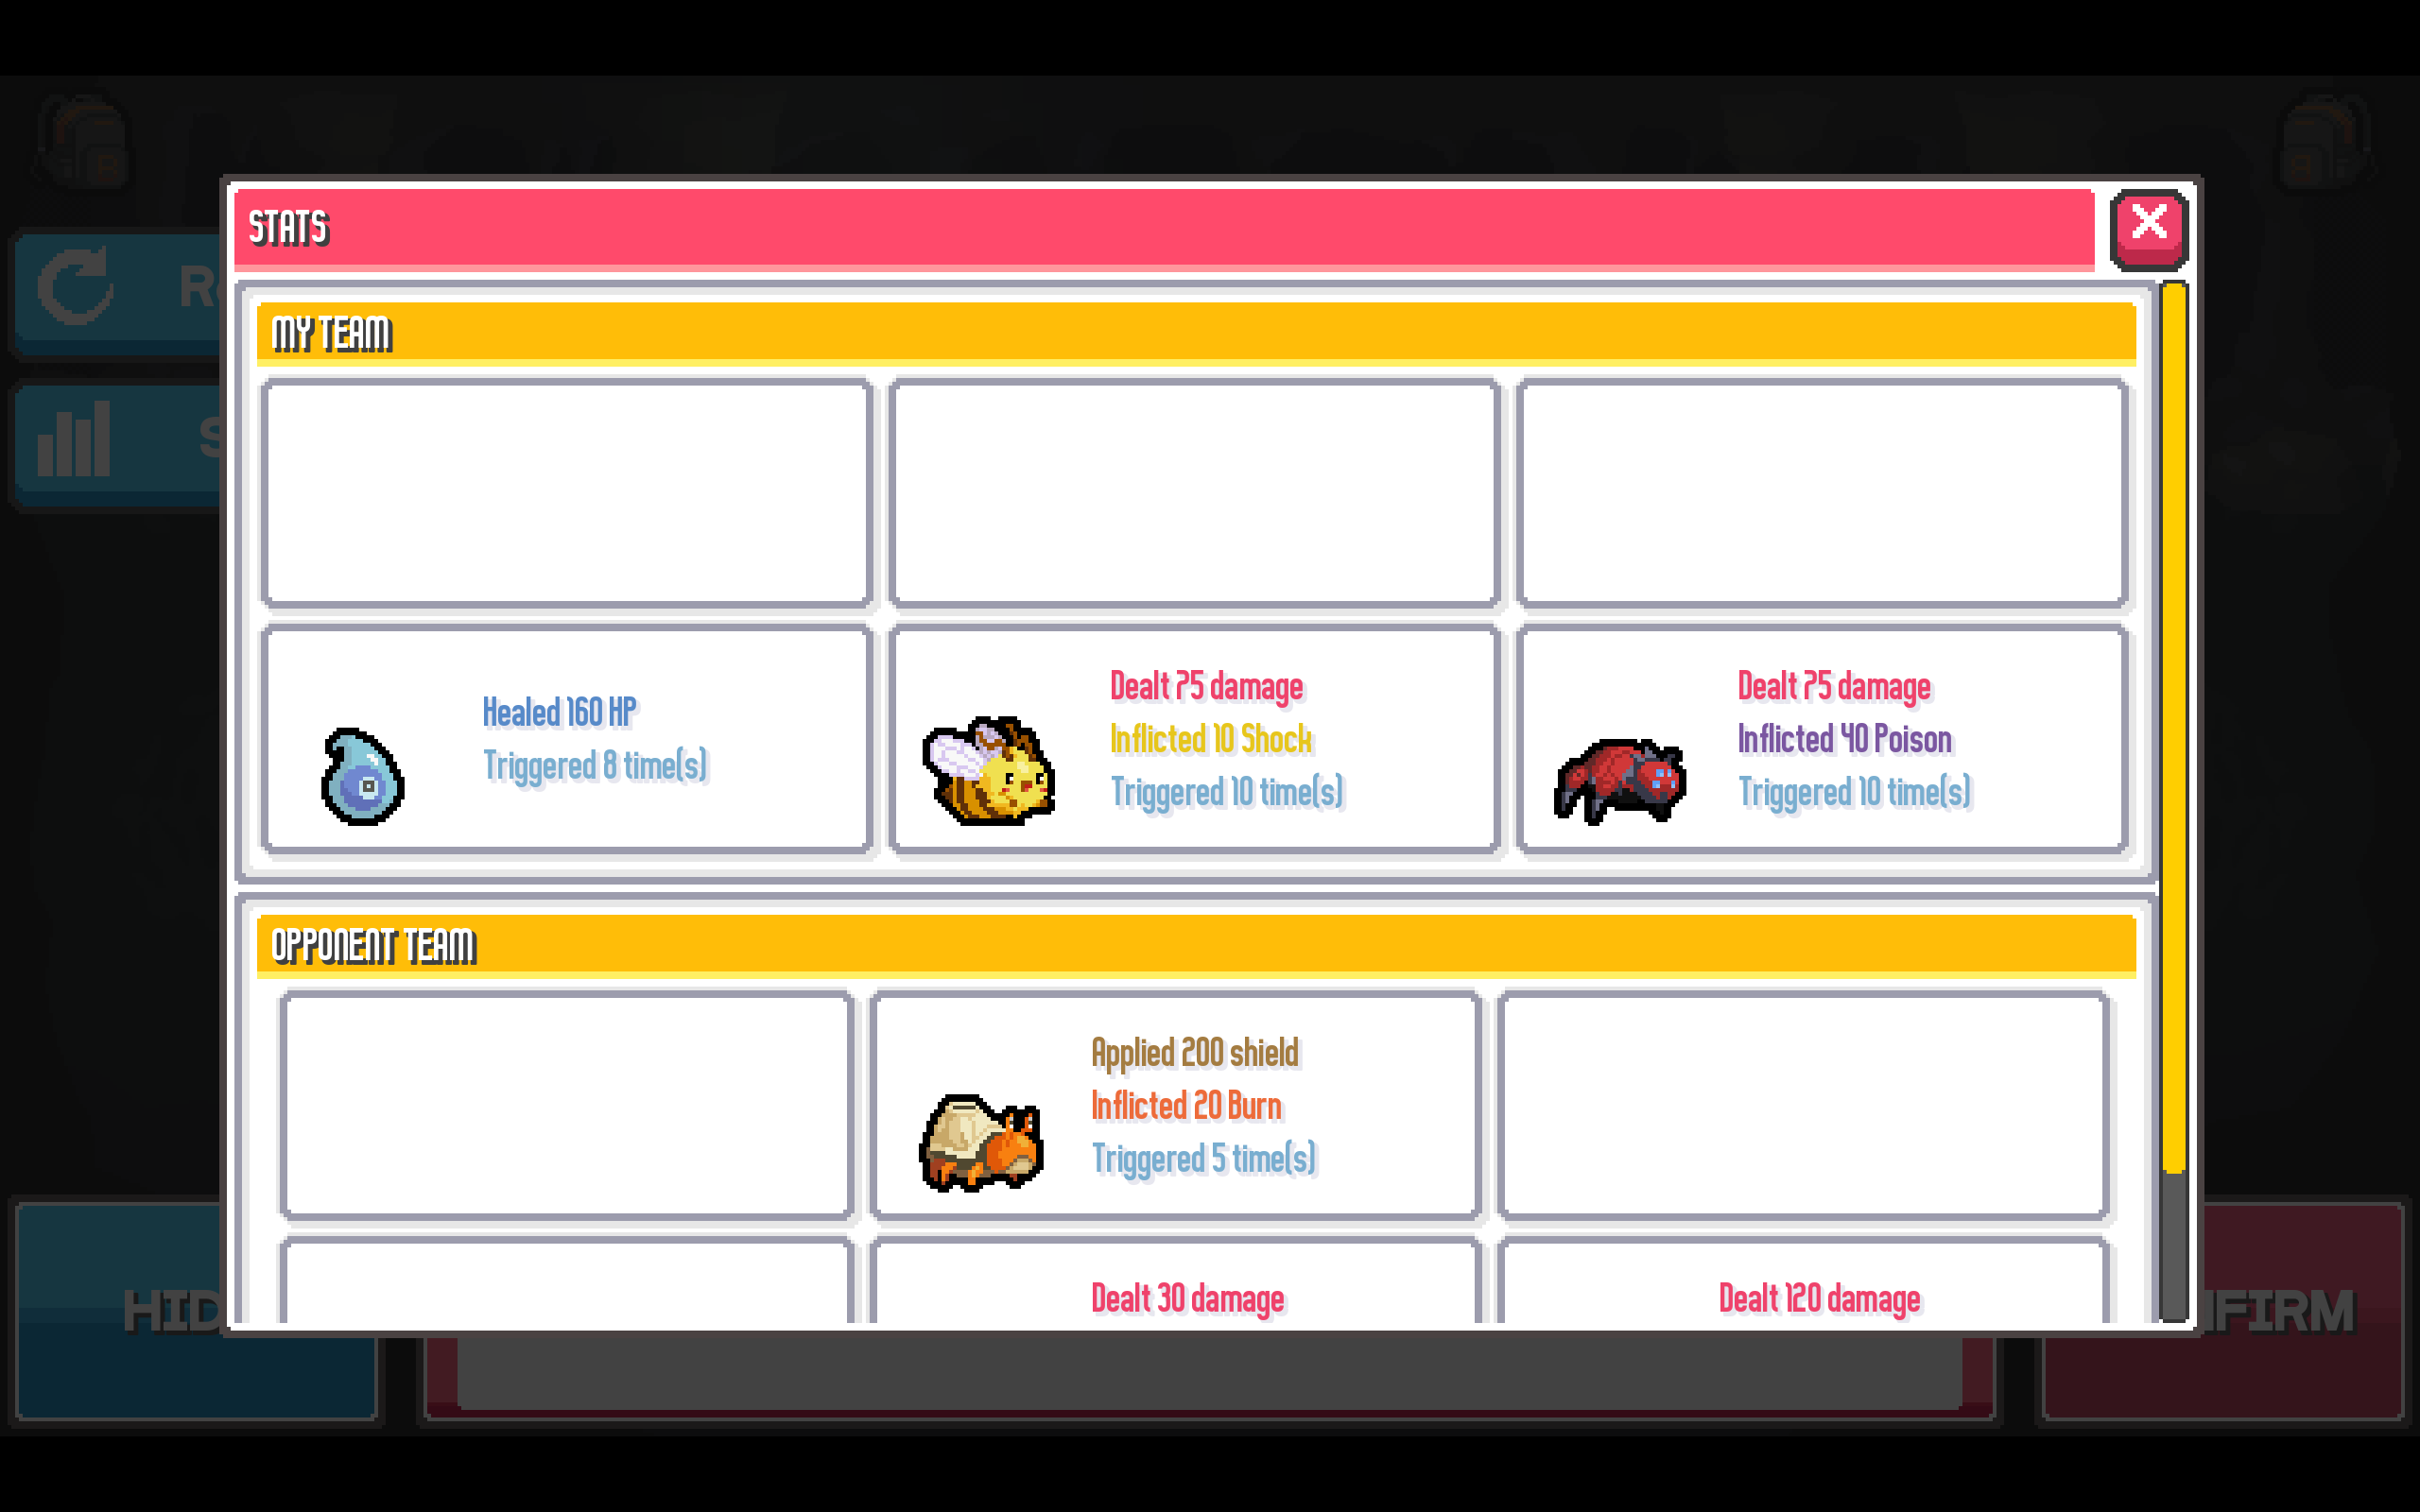 STATS
MY TEAM
Healed 160 HP
Triggered 8 time(s)
Dealt 75 damage
Inflicted 10 Shock
Triggered 10 time(s)
Dealt 75 damage
Inflicted 40 Poison
Triggered 10 time(s)
OPPONENT TEAM
Applied 200 shield
Inflicted 20 Burn
Triggered 5 time(s)
Dealt 30 damage
Dealt 120 damage
HID
FIRM